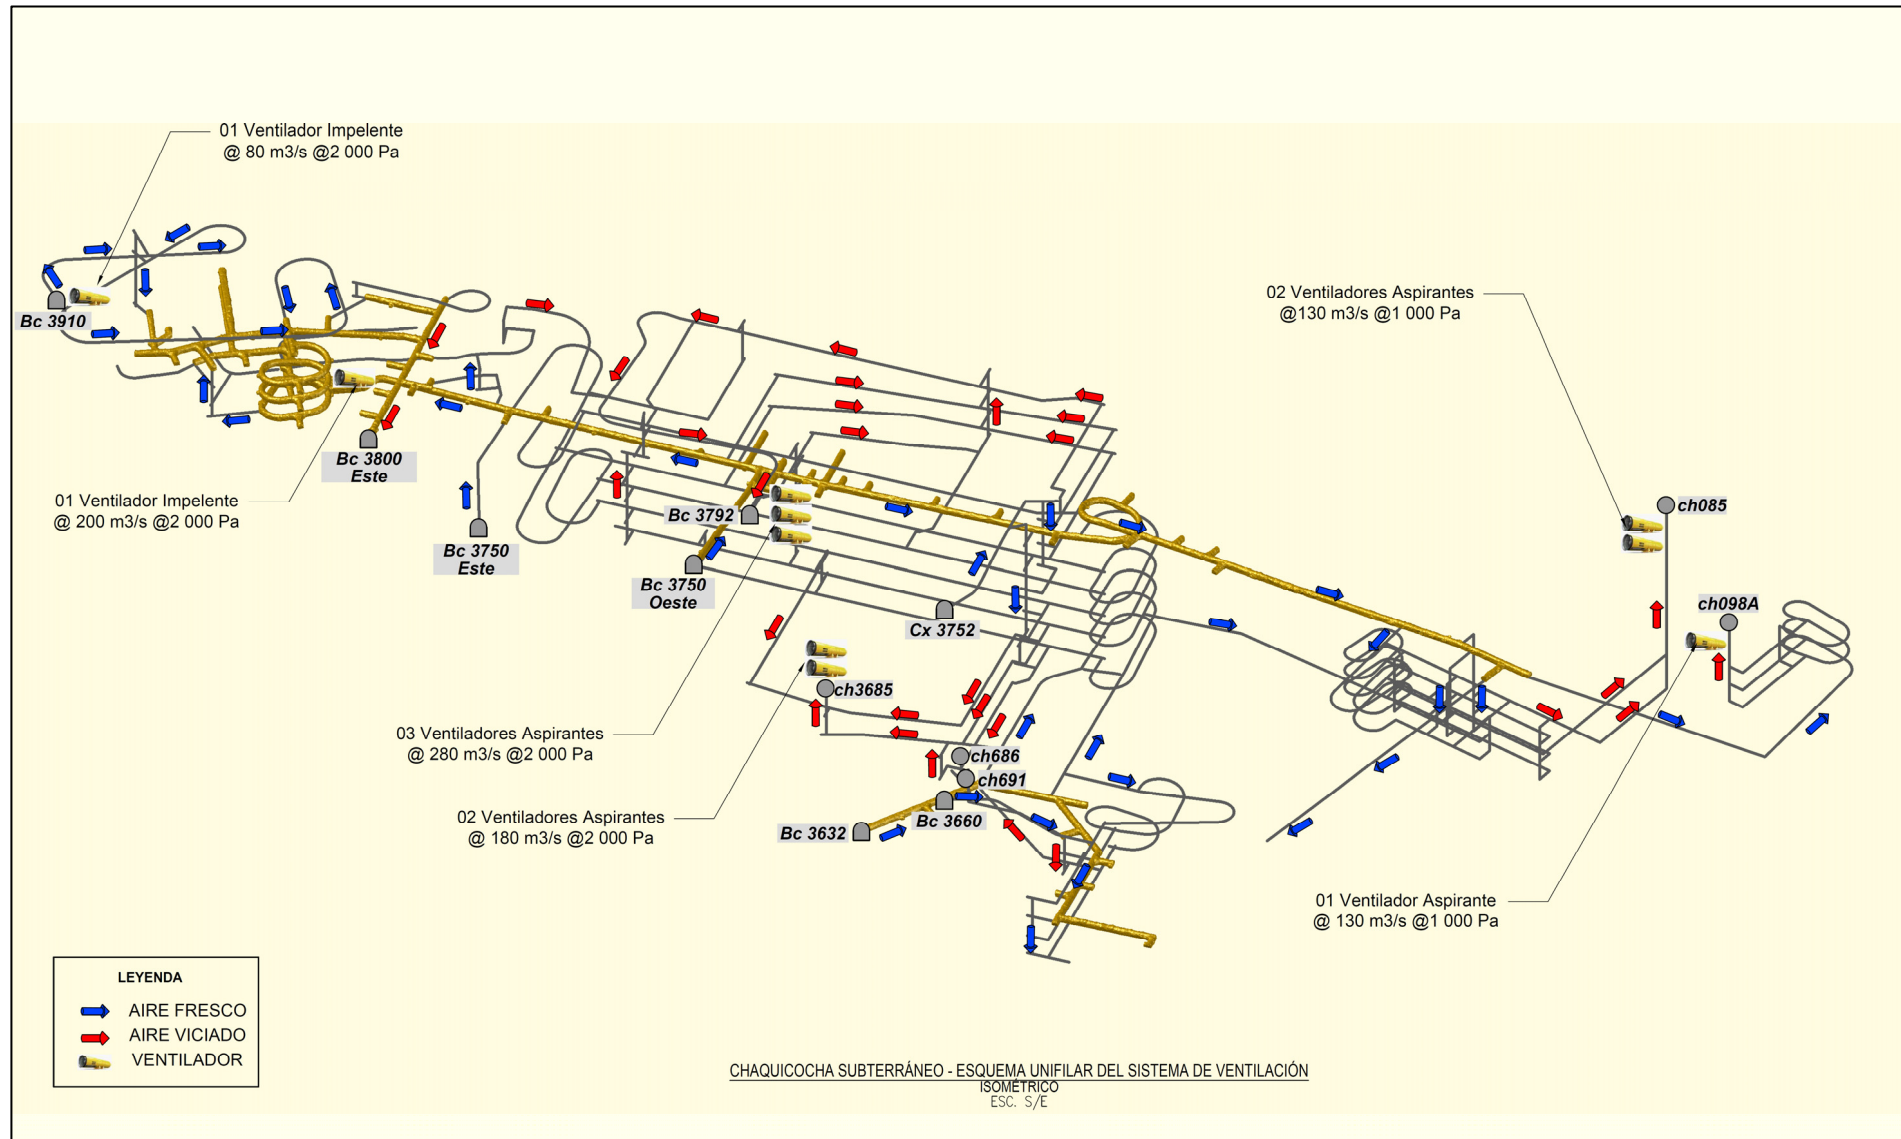 01 Ventilador Impelente
@ 80 m3/s @2 000 Pa
02 Ventiladores Aspirantes
@130 m3/s @1 000 Pa
Bc 3910
Bc 3800
Este
01 Ventilador Impelente
@ 200 m3/s @2 000 Pa
Bc 3750
Este
Bc 3792
Bc 3750
Oeste
Cx 3752
ch085
ch098A
ch3685
03 Ventiladores Aspirantes
@ 280 m3/s @2 000 Pa
ch686
ch691
02 Ventiladores Aspirantes
@ 180 m3/s @2 000 Pa
Bc 3632
Bc 3660
01 Ventilador Aspirante
@ 130 m3/s @1 000 Pa
LEYENDA
AIRE FRESCO
AIRE VICIADO
VENTILADOR
CHAQUICOCHA SUBTERRÁNEO - ESQUEMA UNIFILAR DEL SISTEMA DE VENTILACIÓN
ISOMÉTRICO
ESC. S/E